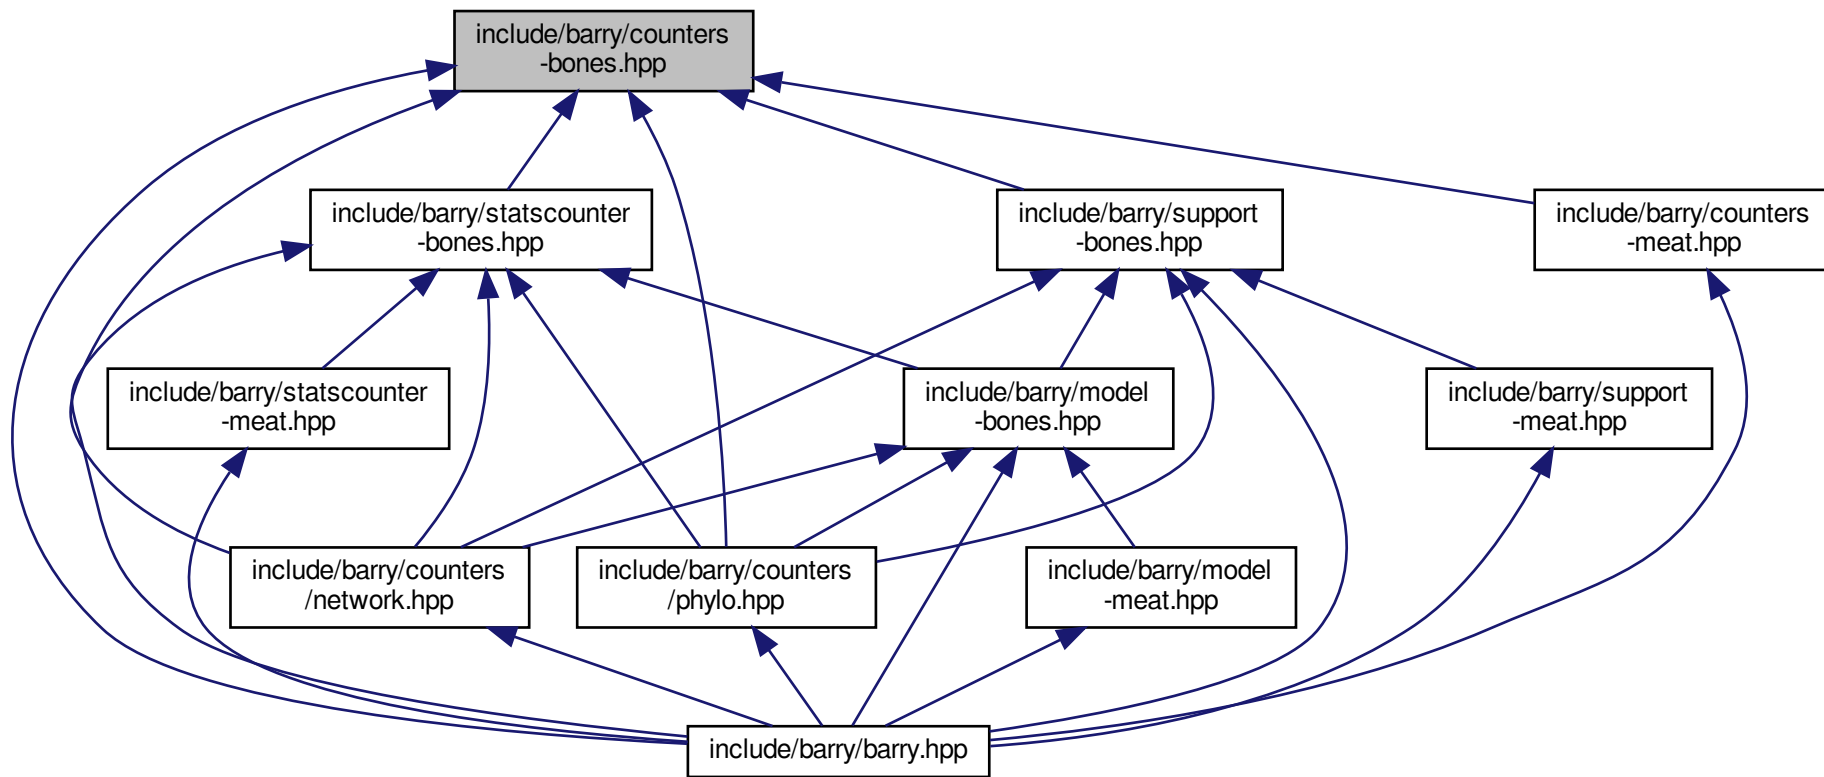 include/barry/counters
-bones.hpp
include/barry/statscounter
-bones.hpp
include/barry/support
-bones.hpp
include/barry/counters
-meat.hpp
include/barry/statscounter
-meat.hpp
include/barry/model
-bones.hpp
include/barry/support
-meat.hpp
include/barry/counters
/network.hpp
include/barry/counters
/phylo.hpp
include/barry/model
-meat.hpp
include/barry/barry.hpp